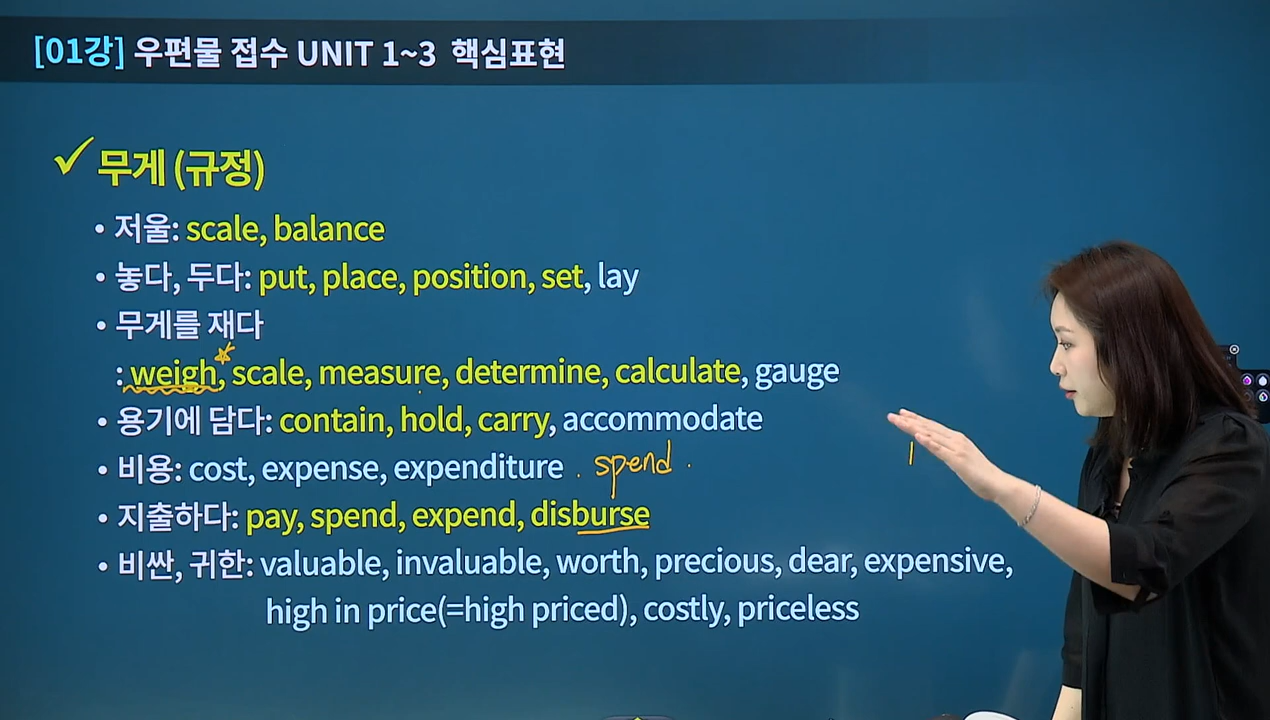 [01강] 우편물 접수 UNIT 1~3 핵심표현
✓ 무게 (규정)
• 저울: scale, balance
• 놓다, 두다: put, place, position, set, lay
• 무게를 재다
: weigh, scale, measure, determine, calculate, gauge
• 용기에 담다: contain, hold, carry, accommodate
• 비용: cost, expense, expenditure . spend .
• 지출하다: pay, spend, expend, disburse
• 비싼, 귀한: valuable, invaluable, worth, precious, dear, expensive,
high in price(=high priced), costly, priceless